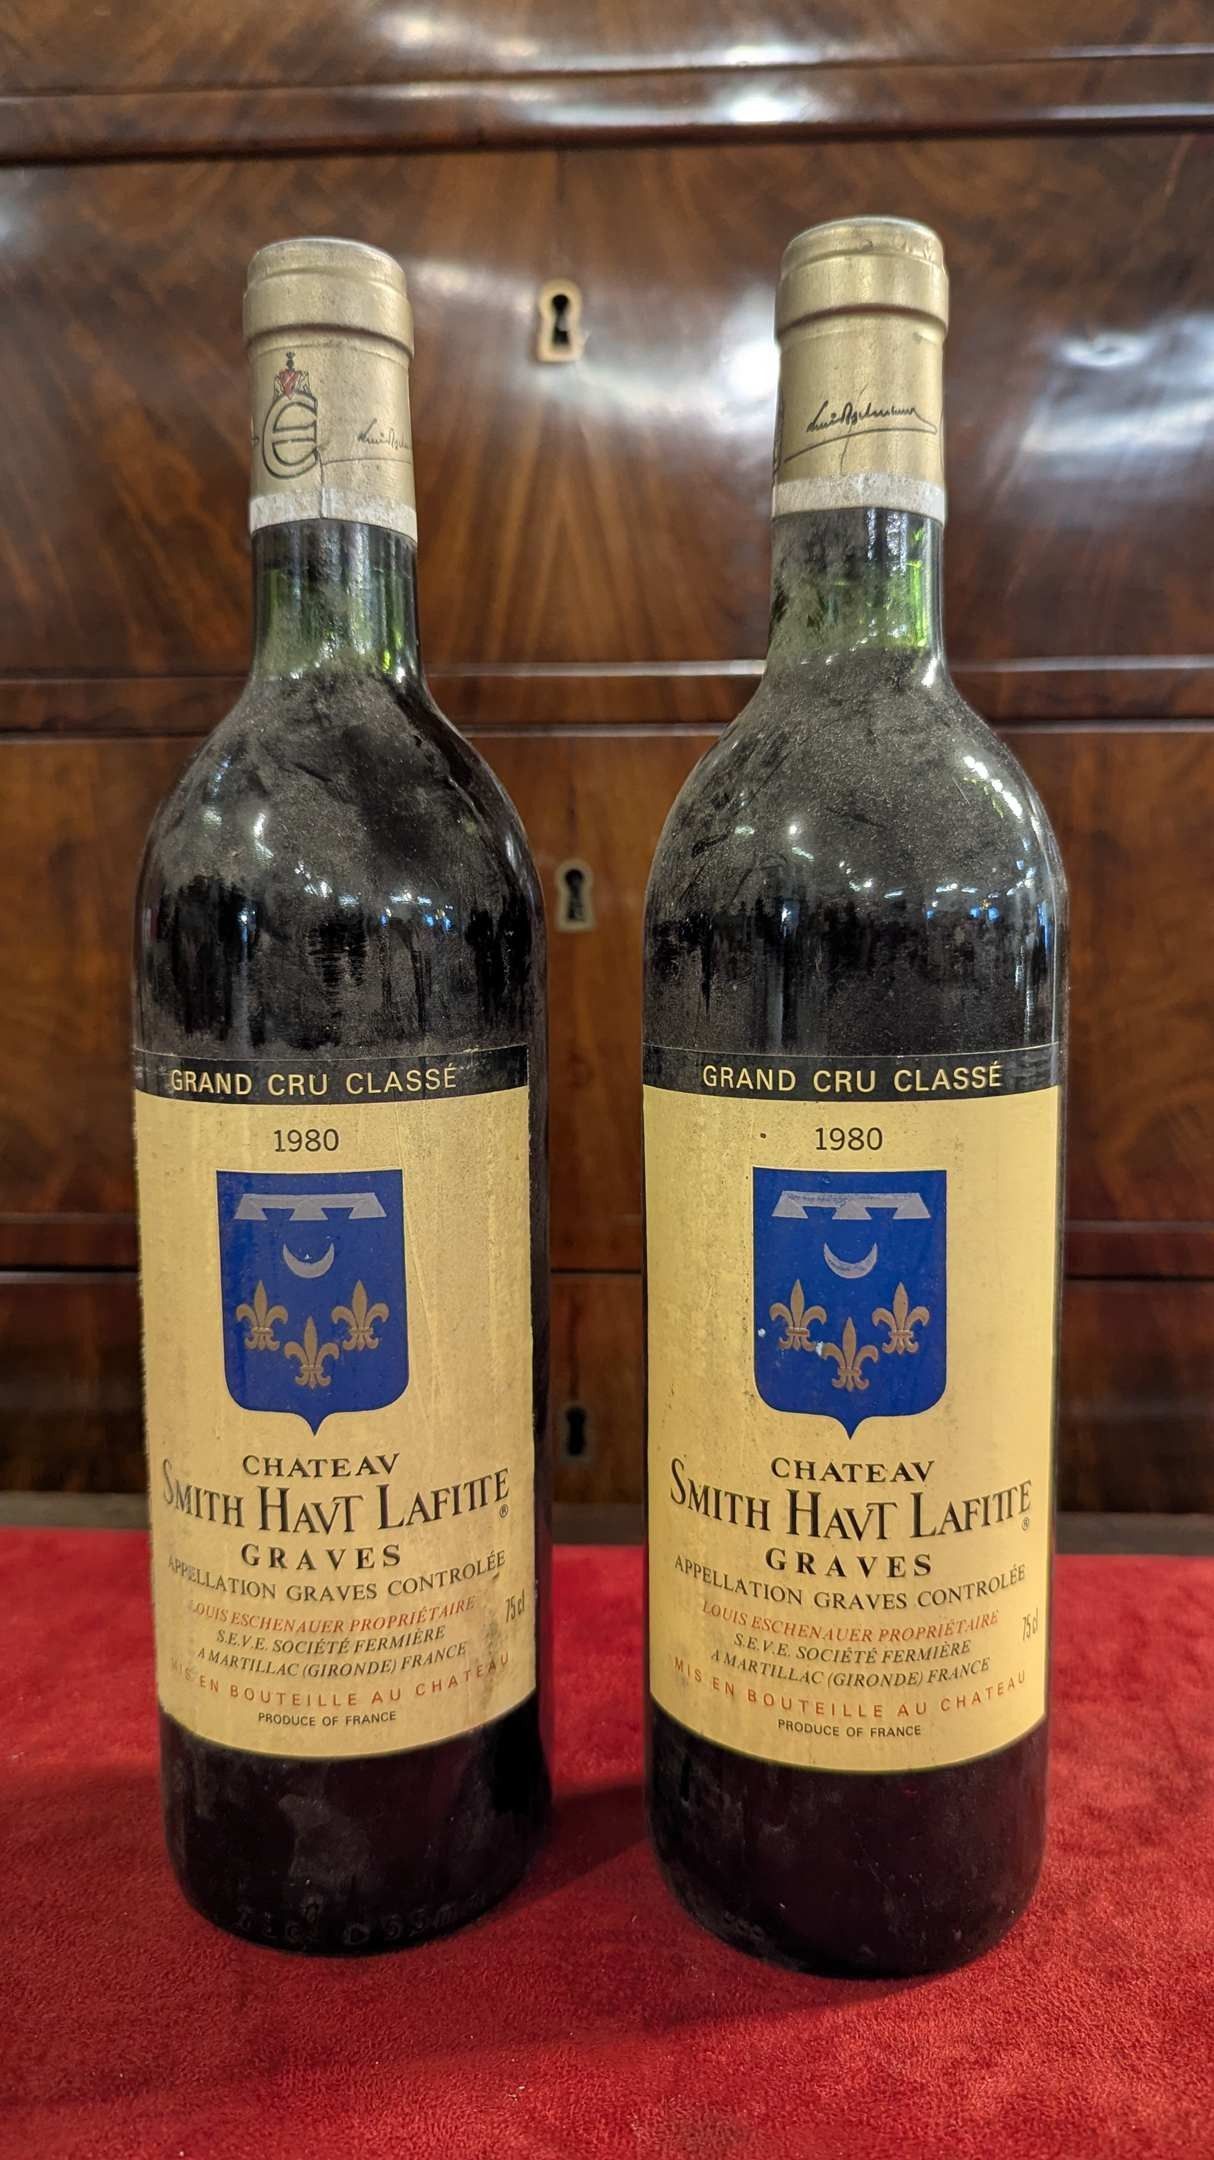 GRAND CRU CLASSÉ
1980
CHATEAV
SMITH HAVT LAFITTE
®
GRAVES
APPELLATION GRAVES CONTROLÉE
LOUIS ESCHENAUER PROPRIÉTAIRE
75 cl
S.E.V.E. SOCIÉTÉ FERMIÈRE
A MARTILLAC (GIRONDE) FRANCE
MIS EN BOUTEILLE AU CHATEAU
PRODUCE OF FRANCE
GRAND CRU CLASSÉ
1980
CHATEAV
SMITH HAVT LAFITTE
®
GRAVES
APPELLATION GRAVES CONTROLÉE
LOUIS ESCHENAUER PROPRIÉTAIRE
75 cl
S.E.V.E. SOCIÉTÉ FERMIÈRE
A MARTILLAC (GIRONDE) FRANCE
MIS EN BOUTEILLE AU CHATEAU
PRODUCE OF FRANCE